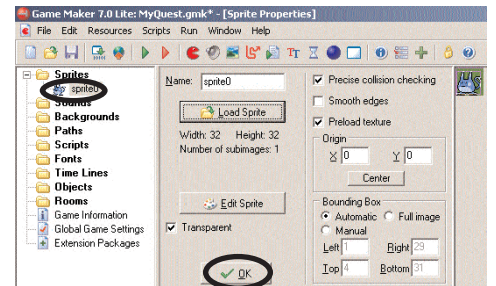 Game Maker 7.0 Lite: MyQuest.gmk* - [Sprite Properties]
File Edit Resources Scripts Run Window Help
Sprites
sprite0
Sounds
Backgrounds
Paths
Scripts
Fonts
Time Lines
Objects
Rooms
Game Information
Global Game Settings
Extension Packages
Name: sprite0
Load Sprite
Width: 32 Height: 32
Number of subimages: 1
Edit Sprite
Transparent
OK
Precise collision checking
Smooth edges
Preload texture
Origin
X 0 Y 0
Center
Bounding Box
Automatic Full image
Manual
Left 1 Right 29
Top 4 Bottom 31